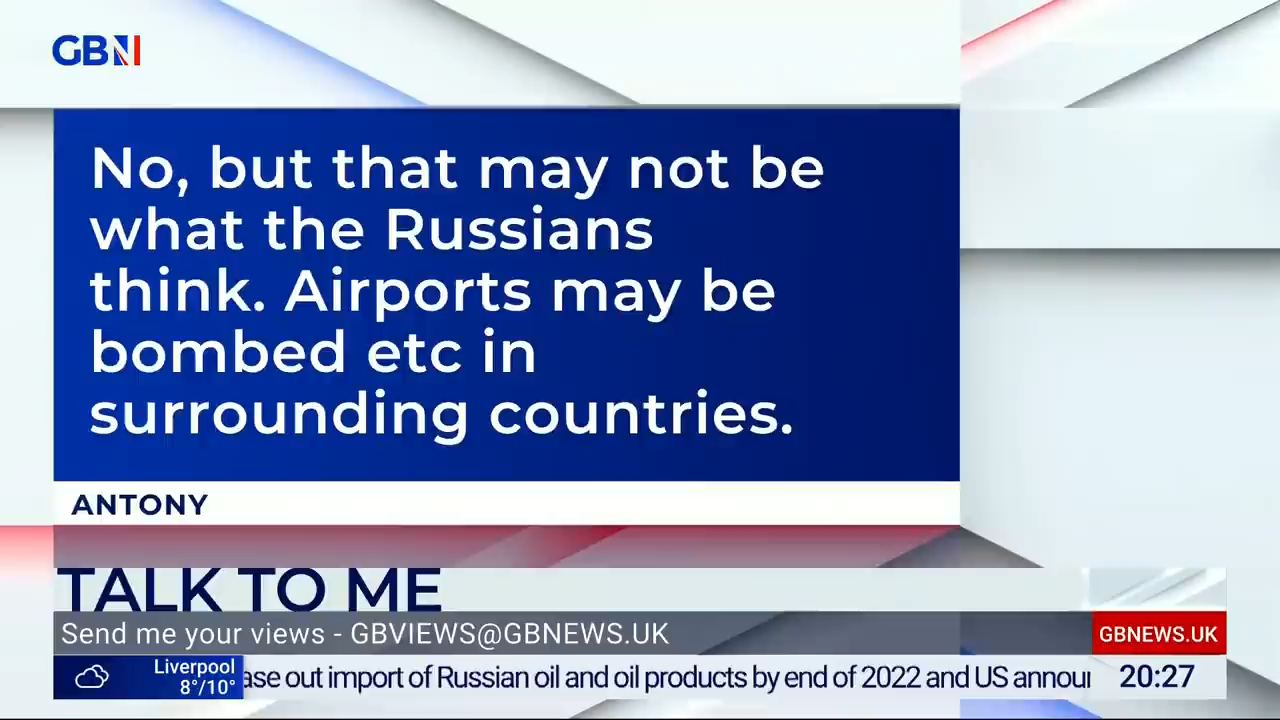 GBN
No, but that may not be
what the Russians
think. Airports may be
bombed etc in
surrounding countries.
ANTONY
TALK TO ME
Send me your views - GBVIEWS@GBNEWS.UK
GBNEWS.UK
Liverpool
8°/10°
ase out import of Russian oil and oil products by end of 2022 and US annou
20:27